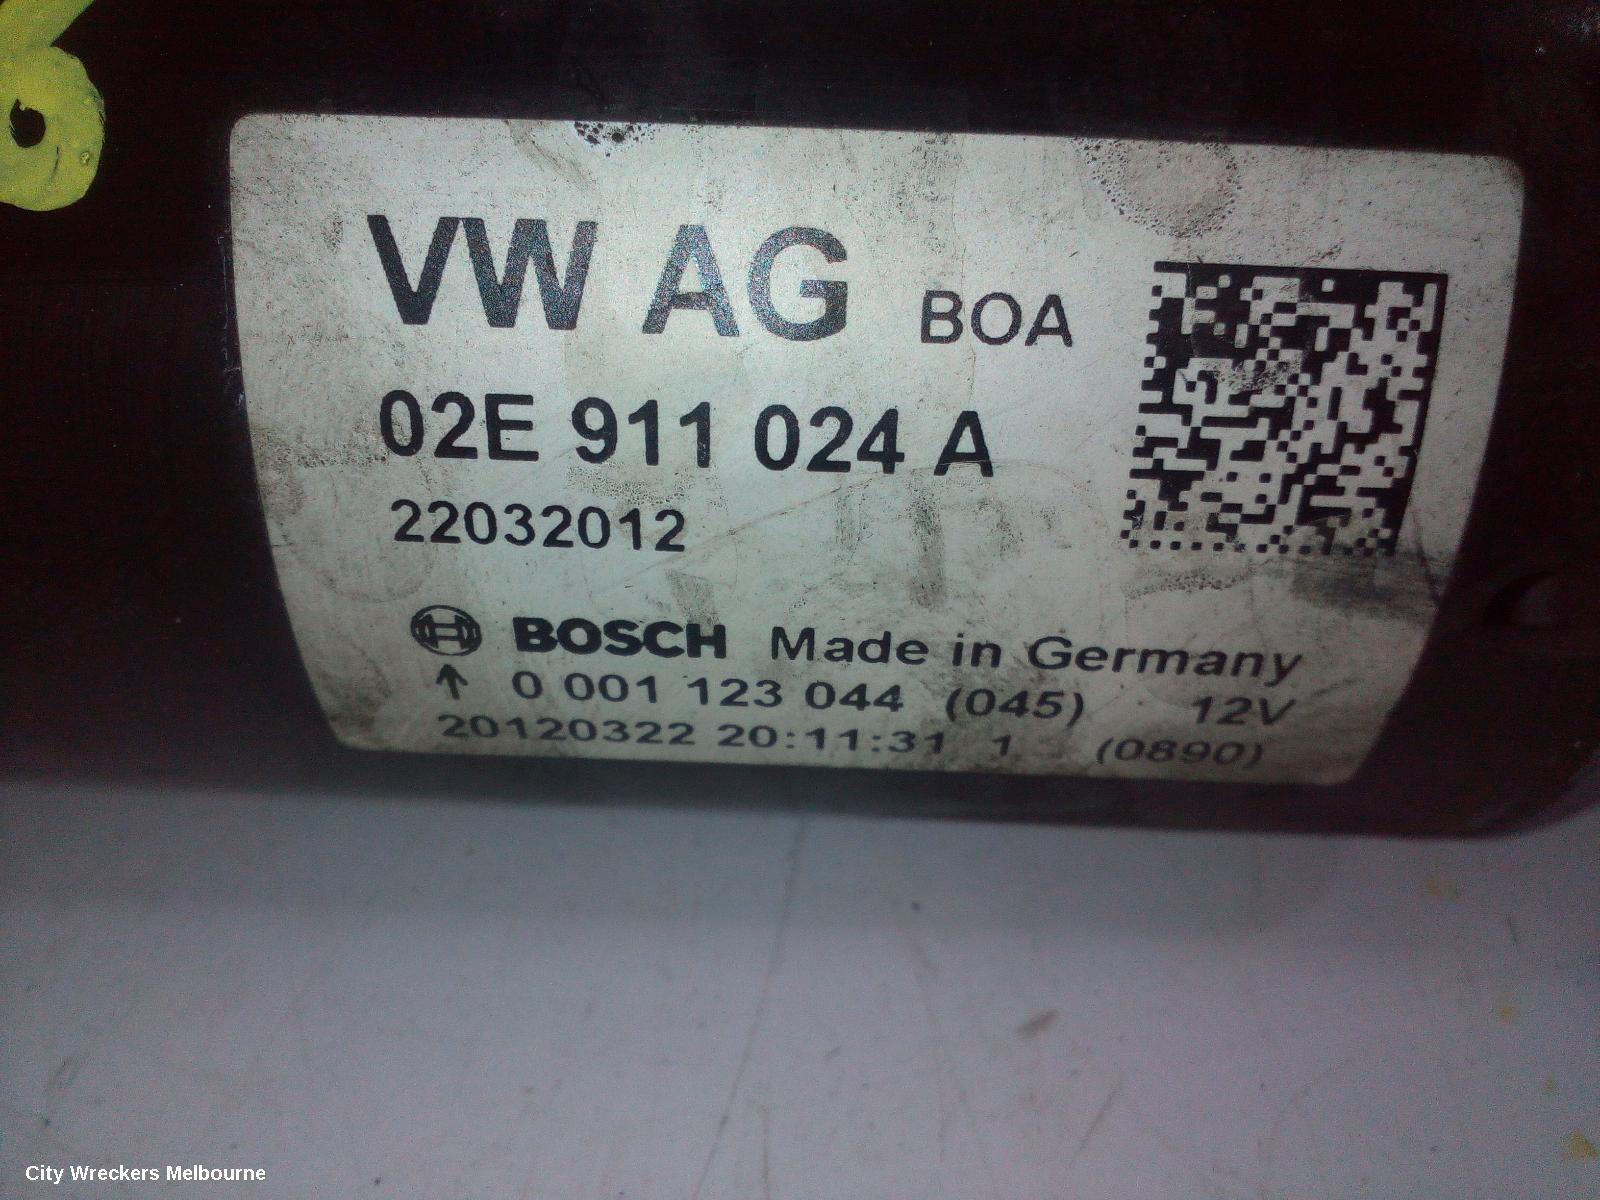 6
VW AG BOA
02E 911 024 A
22032012
BOSCH Made in Germany
↑ 0 001 123 044 (045) 12V
20120322 20:11:31 1 (0890)
City Wreckers Melbourne